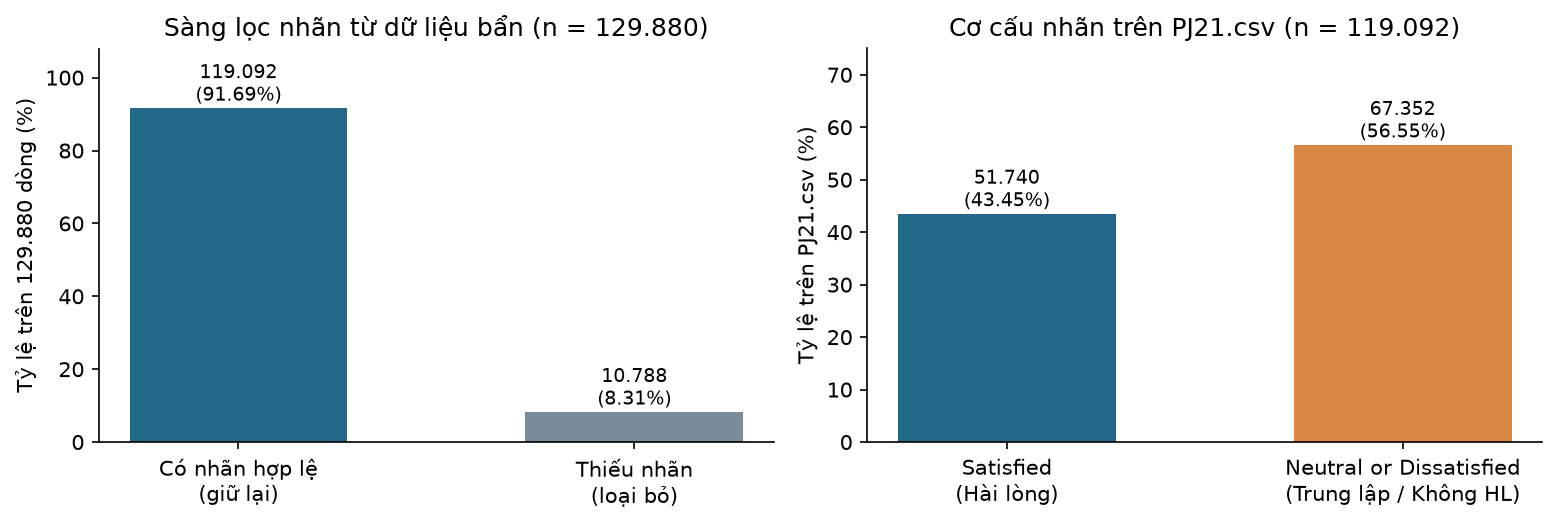 Sàng lọc nhãn từ dữ liệu bẩn (n = 129.880)
Tỷ lệ trên 129.880 dòng (%)
100
80
60
40
20
0
119.092
(91.69%)
10.788
(8.31%)
Có nhãn hợp lệ
(giữ lại)
Thiếu nhãn
(loại bỏ)
Cơ cấu nhãn trên PJ21.csv (n = 119.092)
Tỷ lệ trên PJ21.csv (%)
70
60
50
40
30
20
10
0
51.740
(43.45%)
67.352
(56.55%)
Satisfied
(Hài lòng)
Neutral or Dissatisfied
(Trung lập / Không HL)